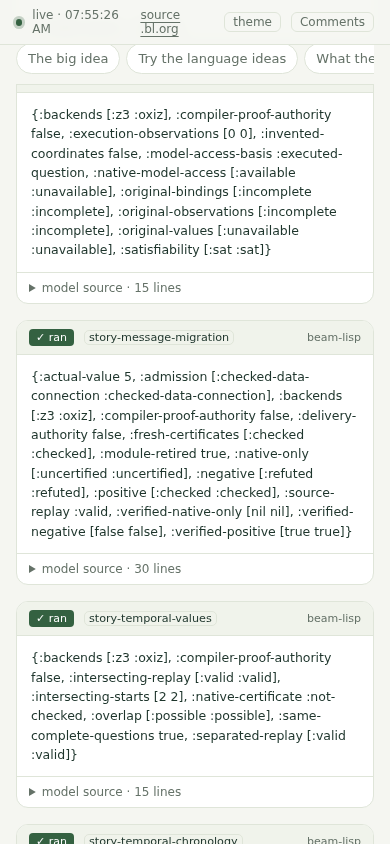 live · 07:55:26 AM
source .bl.org
theme
Comments
The big idea
Try the language ideas
What the
{:backends [:z3 :oxiz], :compiler-proof-authority
false, :execution-observations [0 0], :invented-
coordinates false, :model-access-basis :executed-
question, :native-model-access [:available
:unavailable], :original-bindings [:incomplete
:incomplete], :original-observations [:incomplete
:incomplete], :original-values [:unavailable
:unavailable], :satisfiability [:sat :sat]}
▶ model source · 15 lines
✓ ran story-message-migration beam-lisp
{:actual-value 5, :admission [:checked-data-
connection :checked-data-connection], :backends
[:z3 :oxiz], :compiler-proof-authority false, :delivery-
authority false, :fresh-certificates [:checked
:checked], :module-retired true, :native-only
[:uncertified :uncertified], :negative [:refuted
:refuted], :positive [:checked :checked], :source-
replay :valid, :verified-native-only [nil nil], :verified-
negative [false false], :verified-positive [true true]}
▶ model source · 30 lines
✓ ran story-temporal-values beam-lisp
{:backends [:z3 :oxiz], :compiler-proof-authority
false, :intersecting-replay [:valid :valid],
:intersecting-starts [2 2], :native-certificate :not-
checked, :overlap [:possible :possible], :same-
complete-questions true, :separated-replay [:valid
:valid]}
▶ model source · 15 lines
✓ ran story-temporal-chronology beam-lisp